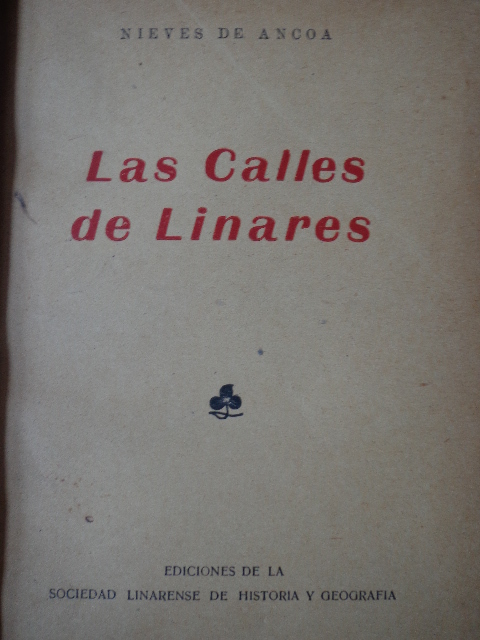 NIEVES DE ANCOA
Las Calles
de Linares
EDICIONES DE LA
SOCIEDAD LINARENSE DE HISTORIA Y GEOGRAFIA